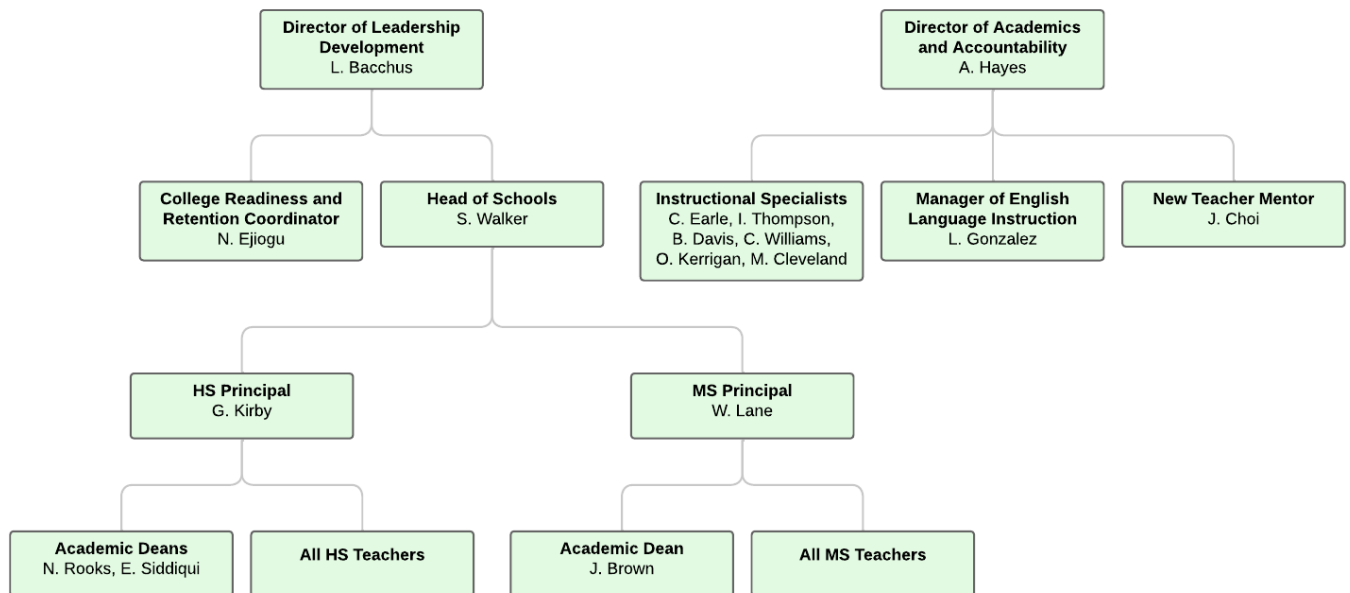 Director of Leadership
Development
L. Bacchus
Director of Academics
and Accountability
A. Hayes
College Readiness and
Retention Coordinator
N. Ejiogu
Head of Schools
S. Walker
Instructional Specialists
C. Earle, I. Thompson,
B. Davis, C. Williams,
O. Kerrigan, M. Cleveland
Manager of English
Language Instruction
L. Gonzalez
New Teacher Mentor
J. Choi
HS Principal
G. Kirby
MS Principal
W. Lane
Academic Deans
N. Rooks, E. Siddiqui
All HS Teachers
Academic Dean
J. Brown
All MS Teachers